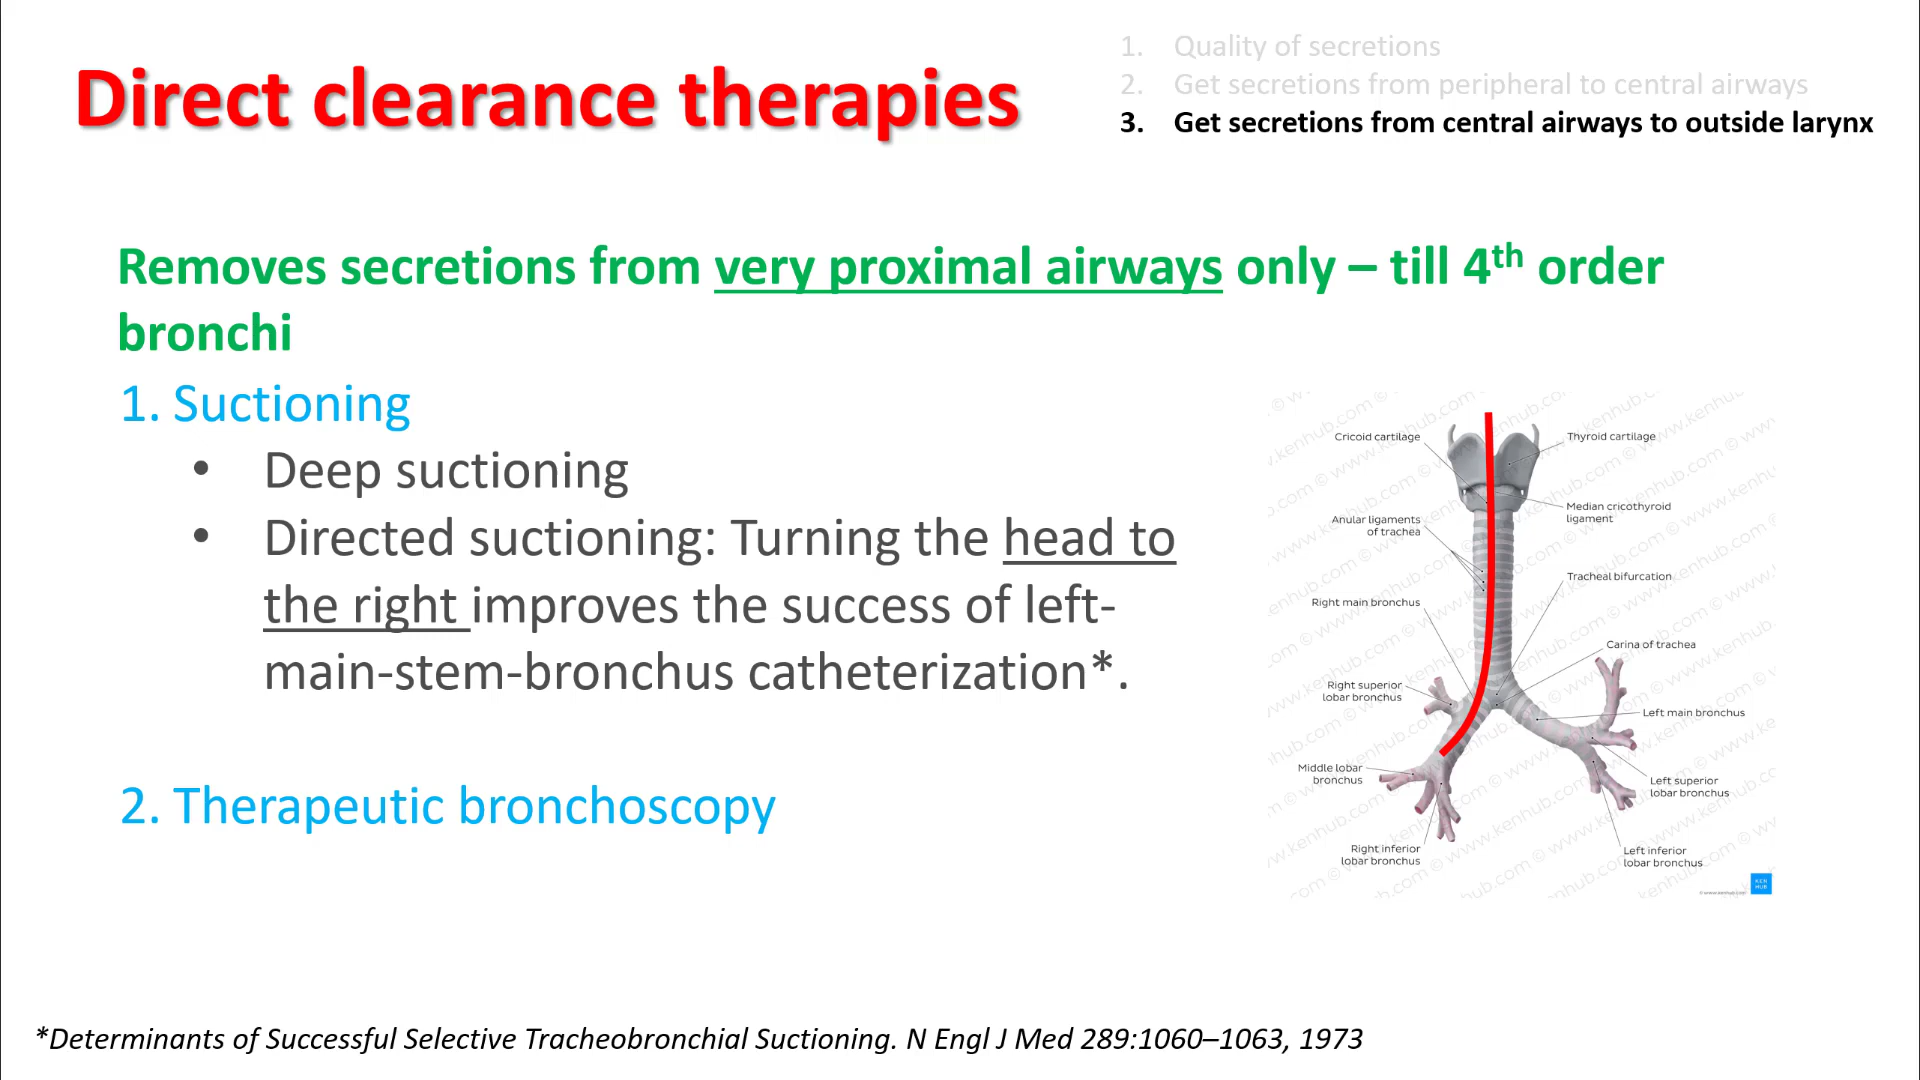 Direct clearance therapies
1. Quality of secretions
2. Get secretions from peripheral to central airways
3. Get secretions from central airways to outside larynx
Removes secretions from very proximal airways only – till 4th order
bronchi
1. Suctioning
• Deep suctioning
• Directed suctioning: Turning the head to
the right improves the success of left-
main-stem-bronchus catheterization*.
2. Therapeutic bronchoscopy
Cricoid cartilage
Thyroid cartilage
Median cricothyroid
ligament
Anular ligaments
of trachea
Tracheal bifurcation
Right main bronchus
Carina of trachea
Right superior
lobar bronchus
Left main bronchus
Middle lobar
bronchus
Left superior
lobar bronchus
Right inferior
lobar bronchus
Left inferior
lobar bronchus
KEN
HUB
© www.kenhub.com
*Determinants of Successful Selective Tracheobronchial Suctioning. N Engl J Med 289:1060–1063, 1973